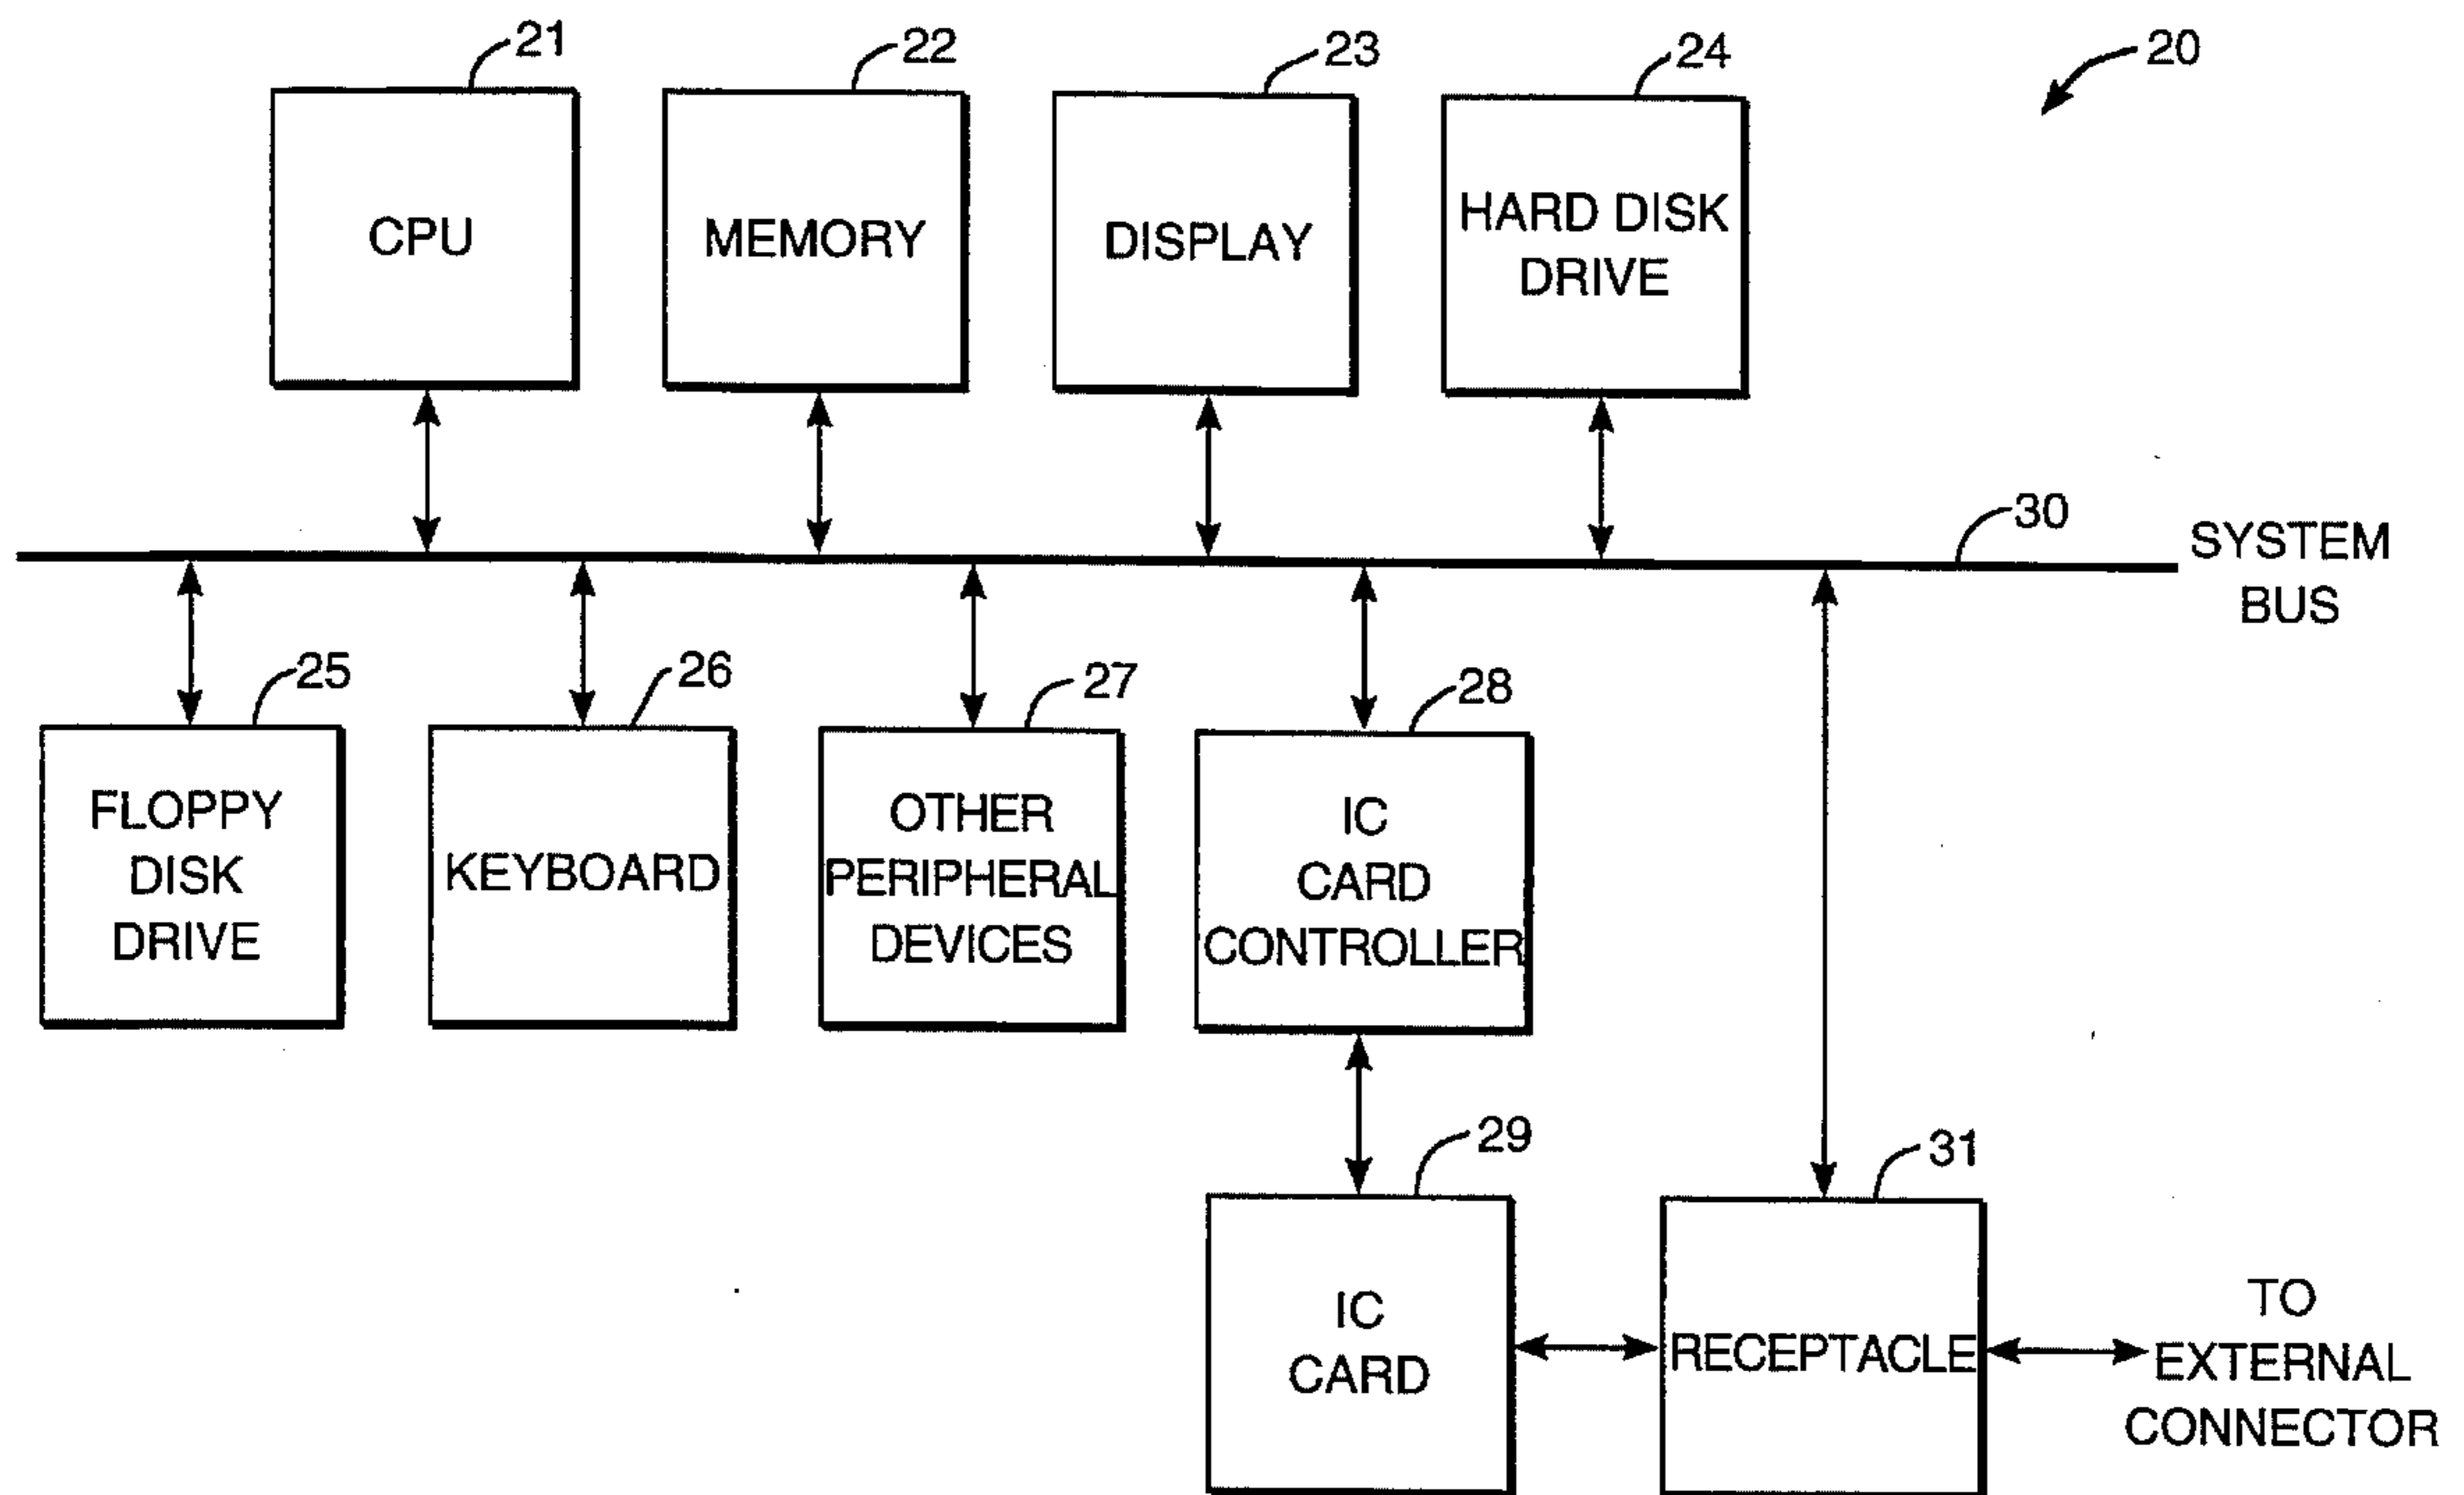 21
22
23
24
20
CPU
MEMORY
DISPLAY
HARD DISK
DRIVE
30
SYSTEM
BUS
25
26
27
28
FLOPPY
DISK
DRIVE
KEYBOARD
OTHER
PERIPHERAL
DEVICES
IC
CARD
CONTROLLER
29
31
IC
CARD
RECEPTACLE
TO
EXTERNAL
CONNECTOR